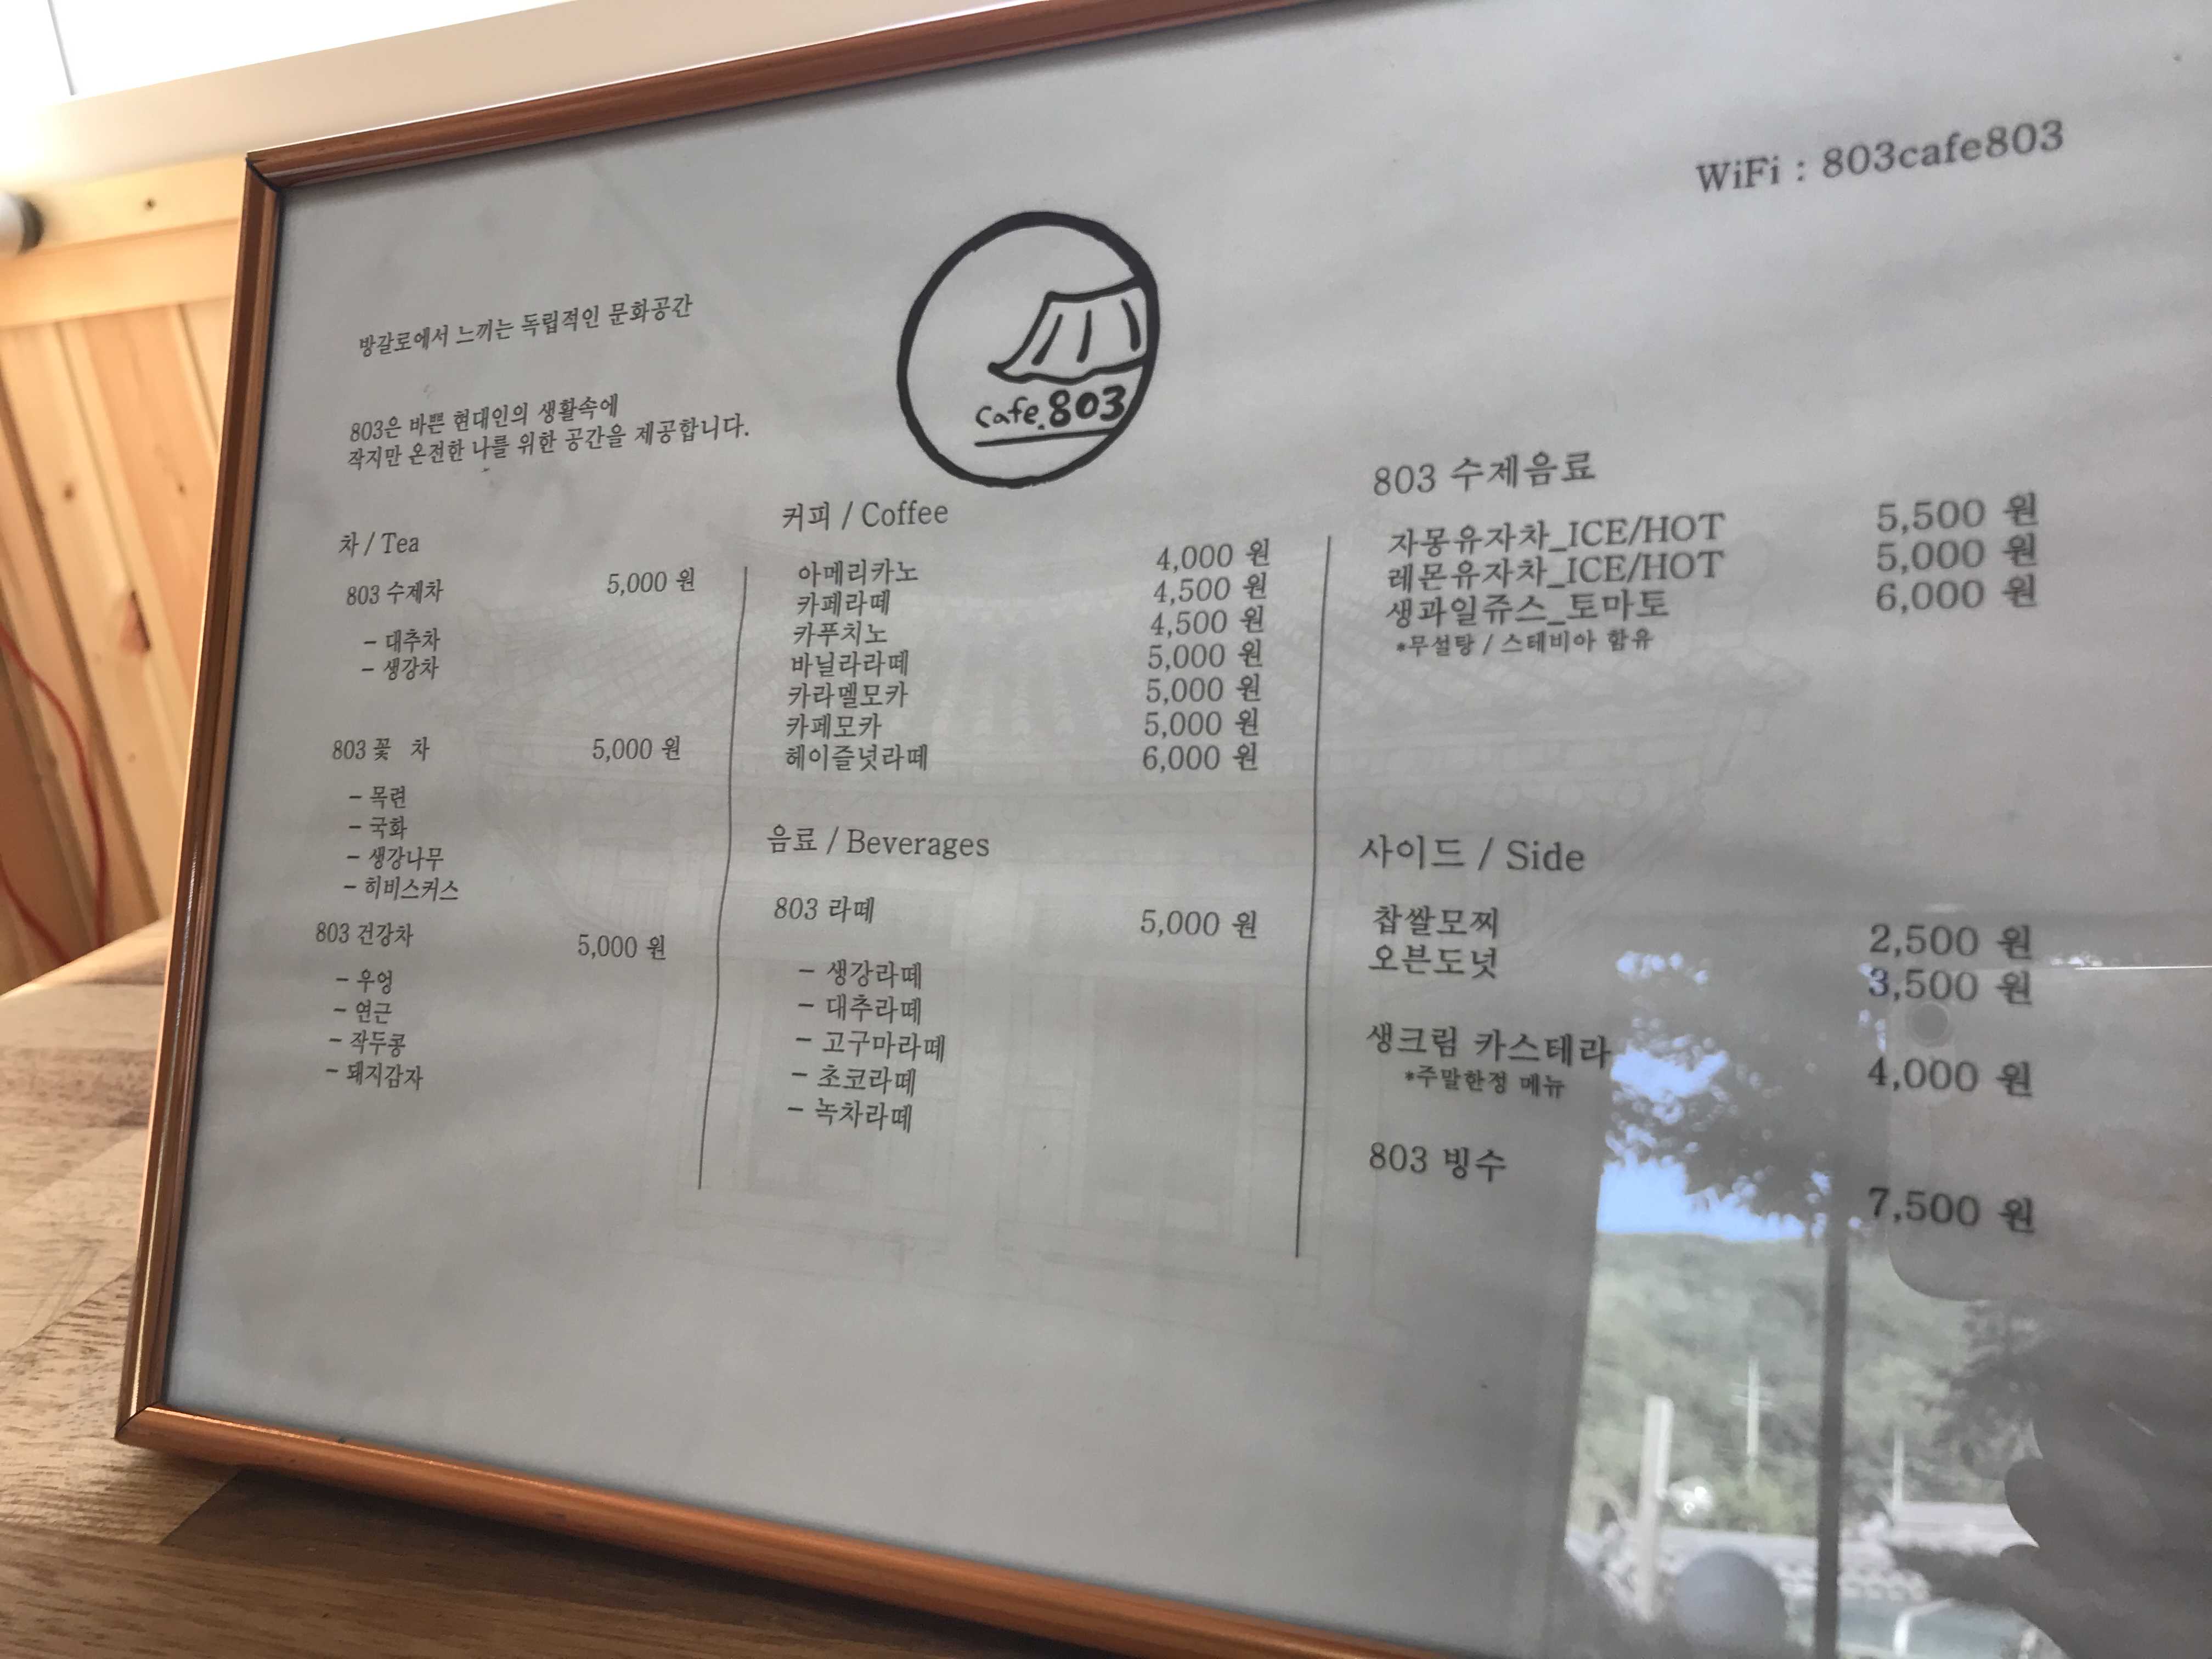 WiFi : 803cafe803
cafe.803
방갈로에서 느끼는 독립적인 문화공간
803은 바쁜 현대인의 생활속에
작지만 온전한 나를 위한 공간을 제공합니다.
차 / Tea
803 수제차 5,000 원
- 대추차
- 생강차
803 꽃 차 5,000 원
- 목련
- 국화
- 생강나무
- 히비스커스
803 건강차 5,000 원
- 우엉
- 연근
- 작두콩
- 돼지감자
커피 / Coffee
아메리카노 4,000 원
카페라떼 4,500 원
카푸치노 4,500 원
바닐라라떼 5,000 원
카라멜모카 5,000 원
카페모카 5,000 원
헤이즐넛라떼 6,000 원
음료 / Beverages
803 라떼 5,000 원
- 생강라떼
- 대추라떼
- 고구마라떼
- 초코라떼
- 녹차라떼
803 수제음료
자몽유자차_ICE/HOT 5,500 원
레몬유자차_ICE/HOT 5,000 원
생과일쥬스_토마토 6,000 원
*무설탕 / 스테비아 함유
사이드 / Side
찹쌀모찌 2,500 원
오븐도넛 3,500 원
생크림 카스테라 4,000 원
*주말한정 메뉴
803 빙수 7,500 원